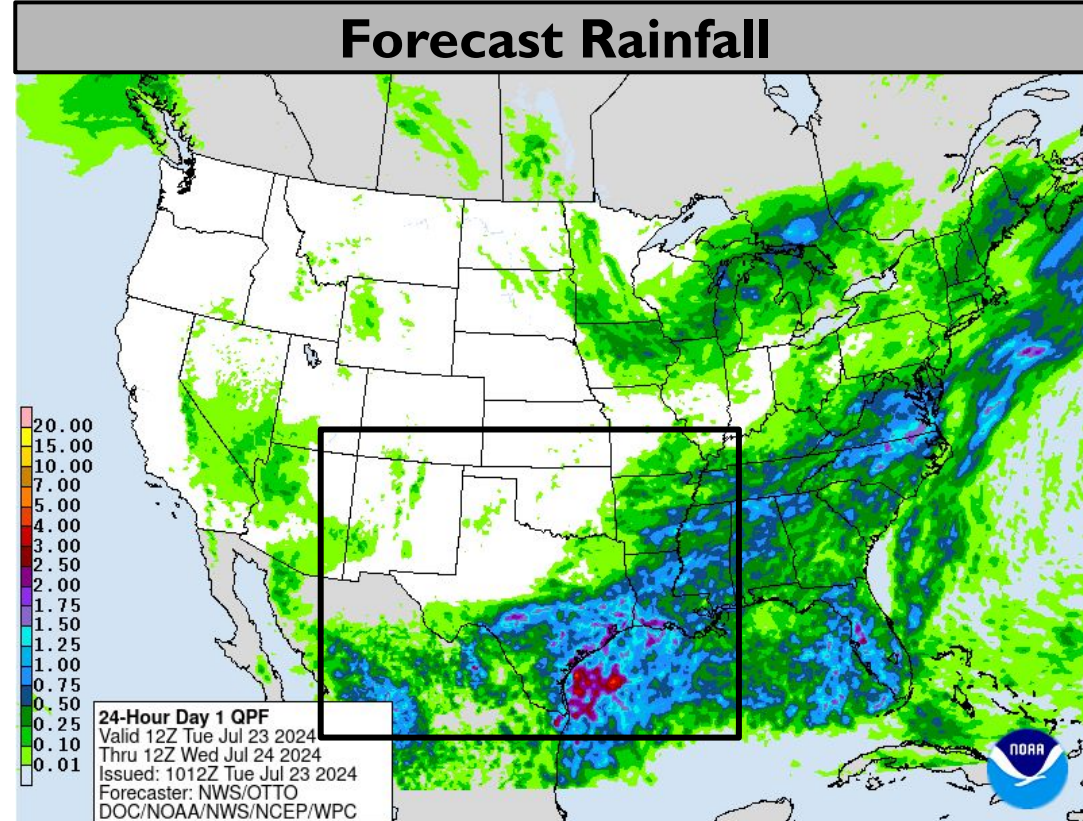 Forecast Rainfall
20.00
15.00
10.00
7.00
5.00
4.00
3.00
2.50
2.00
1.75
1.50
1.25
1.00
0.75
0.50
0.25
0.10
0.01
24-Hour Day 1 QPF
Valid 12Z Tue Jul 23 2024
Thru 12Z Wed Jul 24 2024
Issued: 1012Z Tue Jul 23 2024
Forecaster: NWS/OTTO
DOC/NOAA/NWS/NCEP/WPC
NOAA